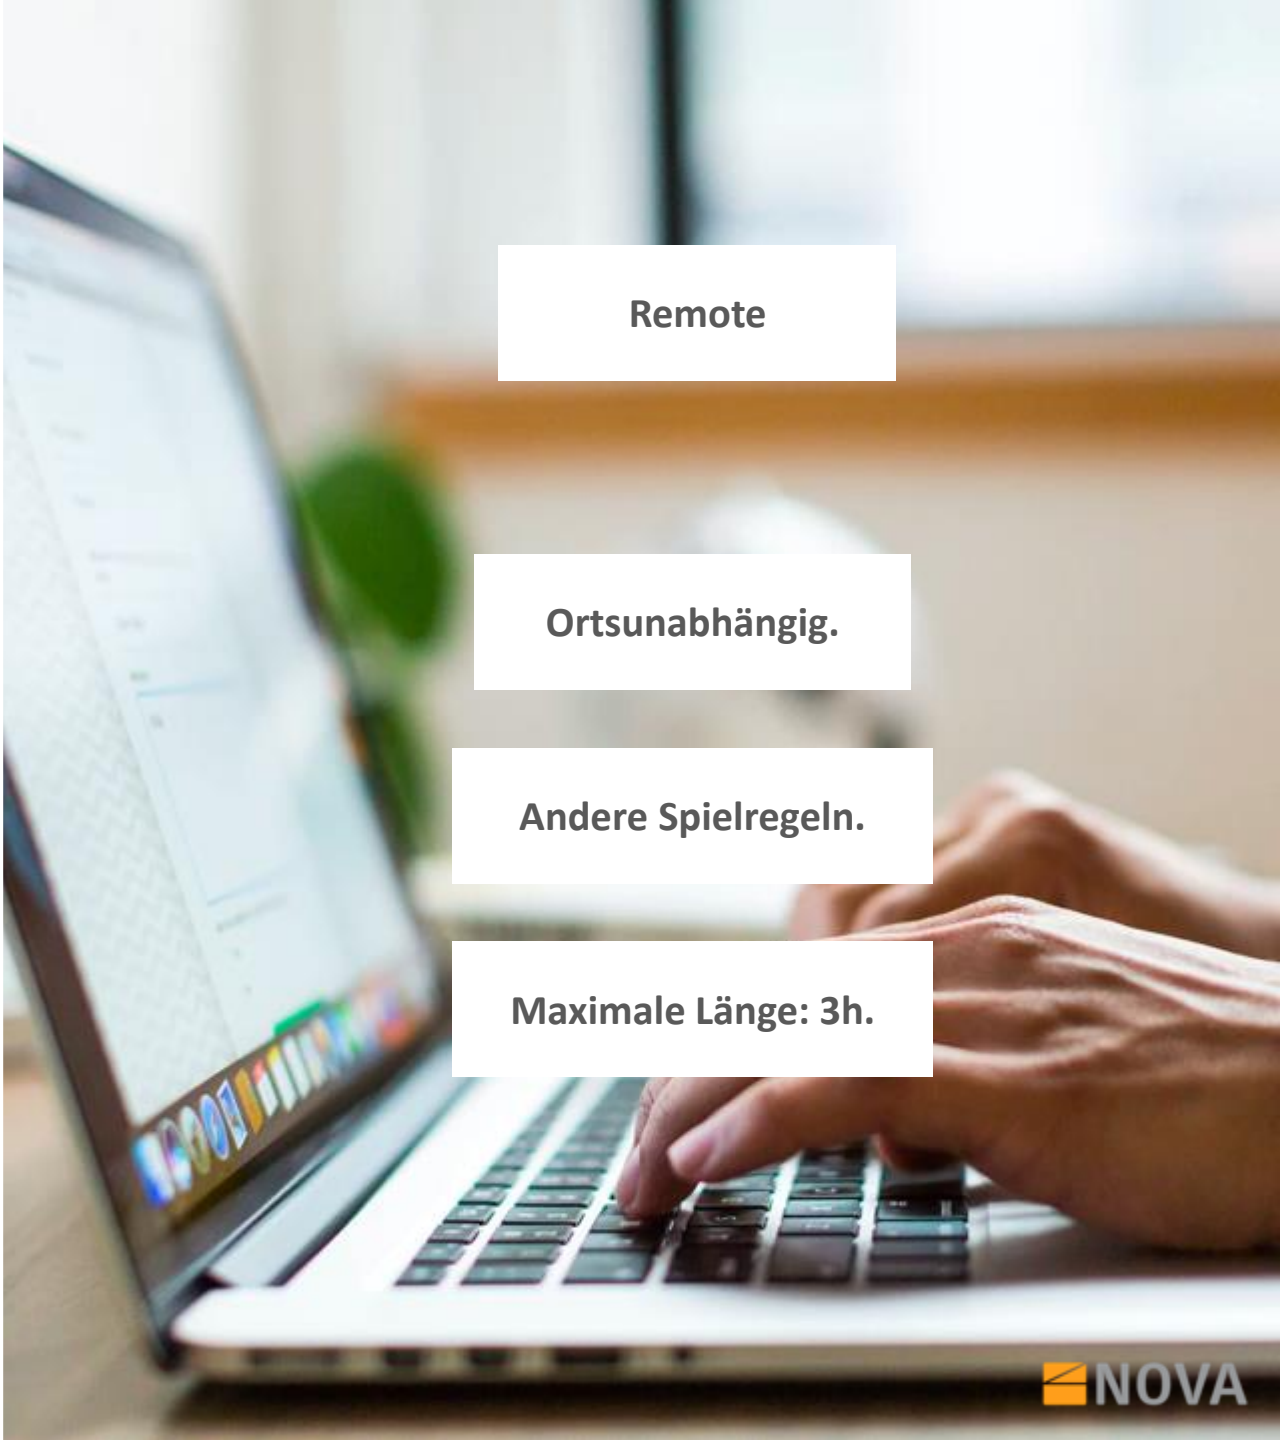 Remote
Ortsunabhängig.
Andere Spielregeln.
Maximale Länge: 3h.
NOVA